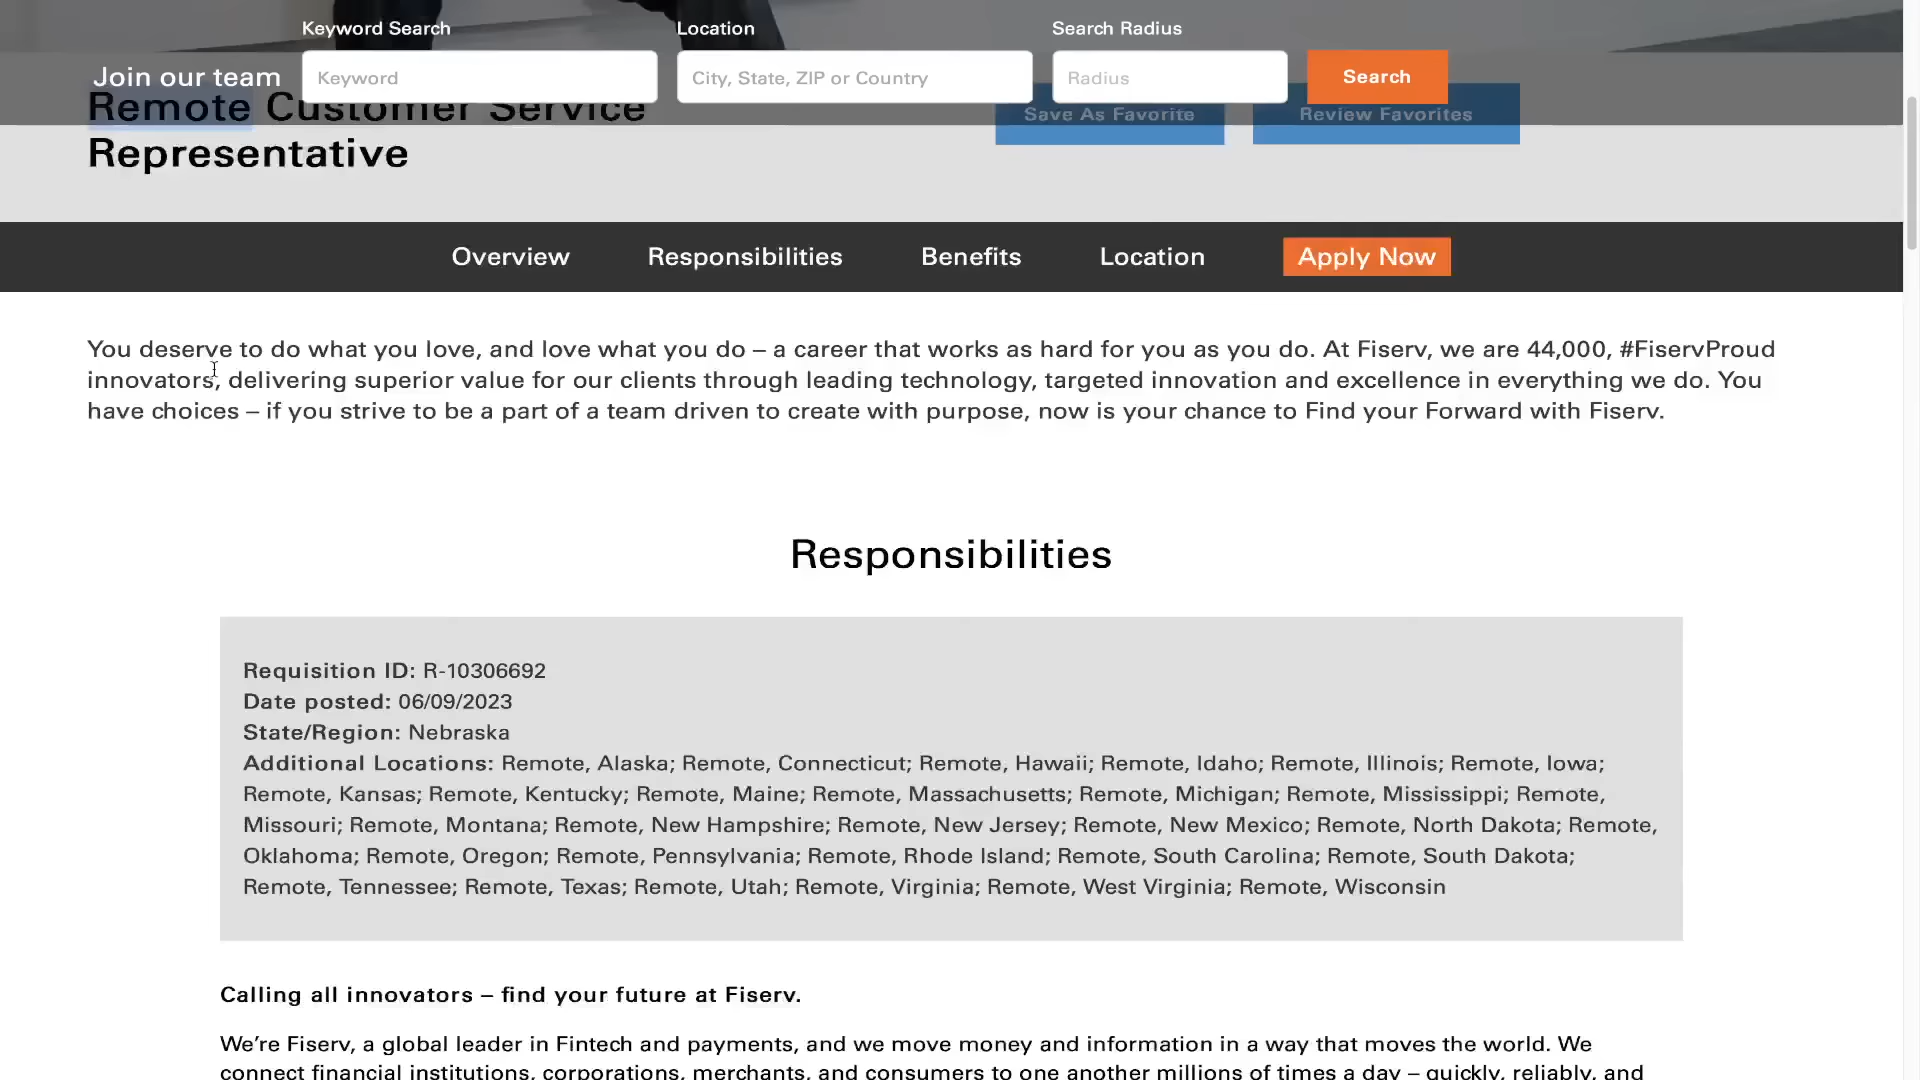 Keyword Search
Location
Search Radius
Join our team
Keyword
City, State, ZIP or Country
Radius
Search
Remote Customer Service
Representative
Save As Favorite
Review Favorites
Overview
Responsibilities
Benefits
Location
Apply Now
You deserve to do what you love, and love what you do – a career that works as hard for you as you do. At Fiserv, we are 44,000, #FiservProud
innovators, delivering superior value for our clients through leading technology, targeted innovation and excellence in everything we do. You
have choices – if you strive to be a part of a team driven to create with purpose, now is your chance to Find your Forward with Fiserv.
Responsibilities
Requisition ID: R-10306692
Date posted: 06/09/2023
State/Region: Nebraska
Additional Locations: Remote, Alaska; Remote, Connecticut; Remote, Hawaii; Remote, Idaho; Remote, Illinois; Remote, Iowa;
Remote, Kansas; Remote, Kentucky; Remote, Maine; Remote, Massachusetts; Remote, Michigan; Remote, Mississippi; Remote,
Missouri; Remote, Montana; Remote, New Hampshire; Remote, New Jersey; Remote, New Mexico; Remote, North Dakota; Remote,
Oklahoma; Remote, Oregon; Remote, Pennsylvania; Remote, Rhode Island; Remote, South Carolina; Remote, South Dakota;
Remote, Tennessee; Remote, Texas; Remote, Utah; Remote, Virginia; Remote, West Virginia; Remote, Wisconsin
Calling all innovators – find your future at Fiserv.
We’re Fiserv, a global leader in Fintech and payments, and we move money and information in a way that moves the world. We
connect financial institutions, corporations, merchants, and consumers to one another millions of times a day – quickly, reliably, and